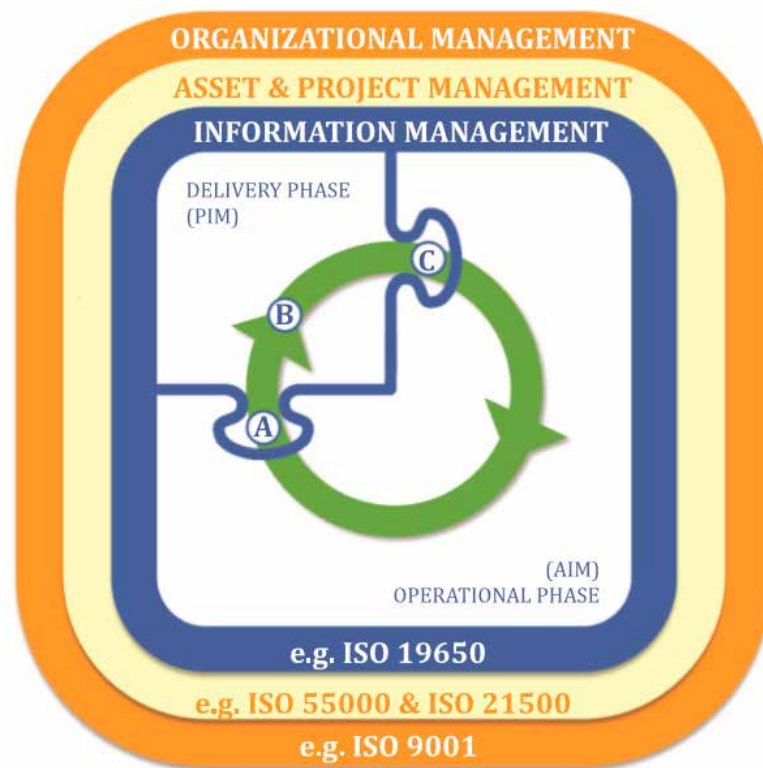 ORGANIZATIONAL MANAGEMENT
ASSET & PROJECT MANAGEMENT
INFORMATION MANAGEMENT
DELIVERY PHASE
(PIM)
C
B
A
(AIM)
OPERATIONAL PHASE
e.g. ISO 19650
e.g. ISO 55000 & ISO 21500
e.g. ISO 9001